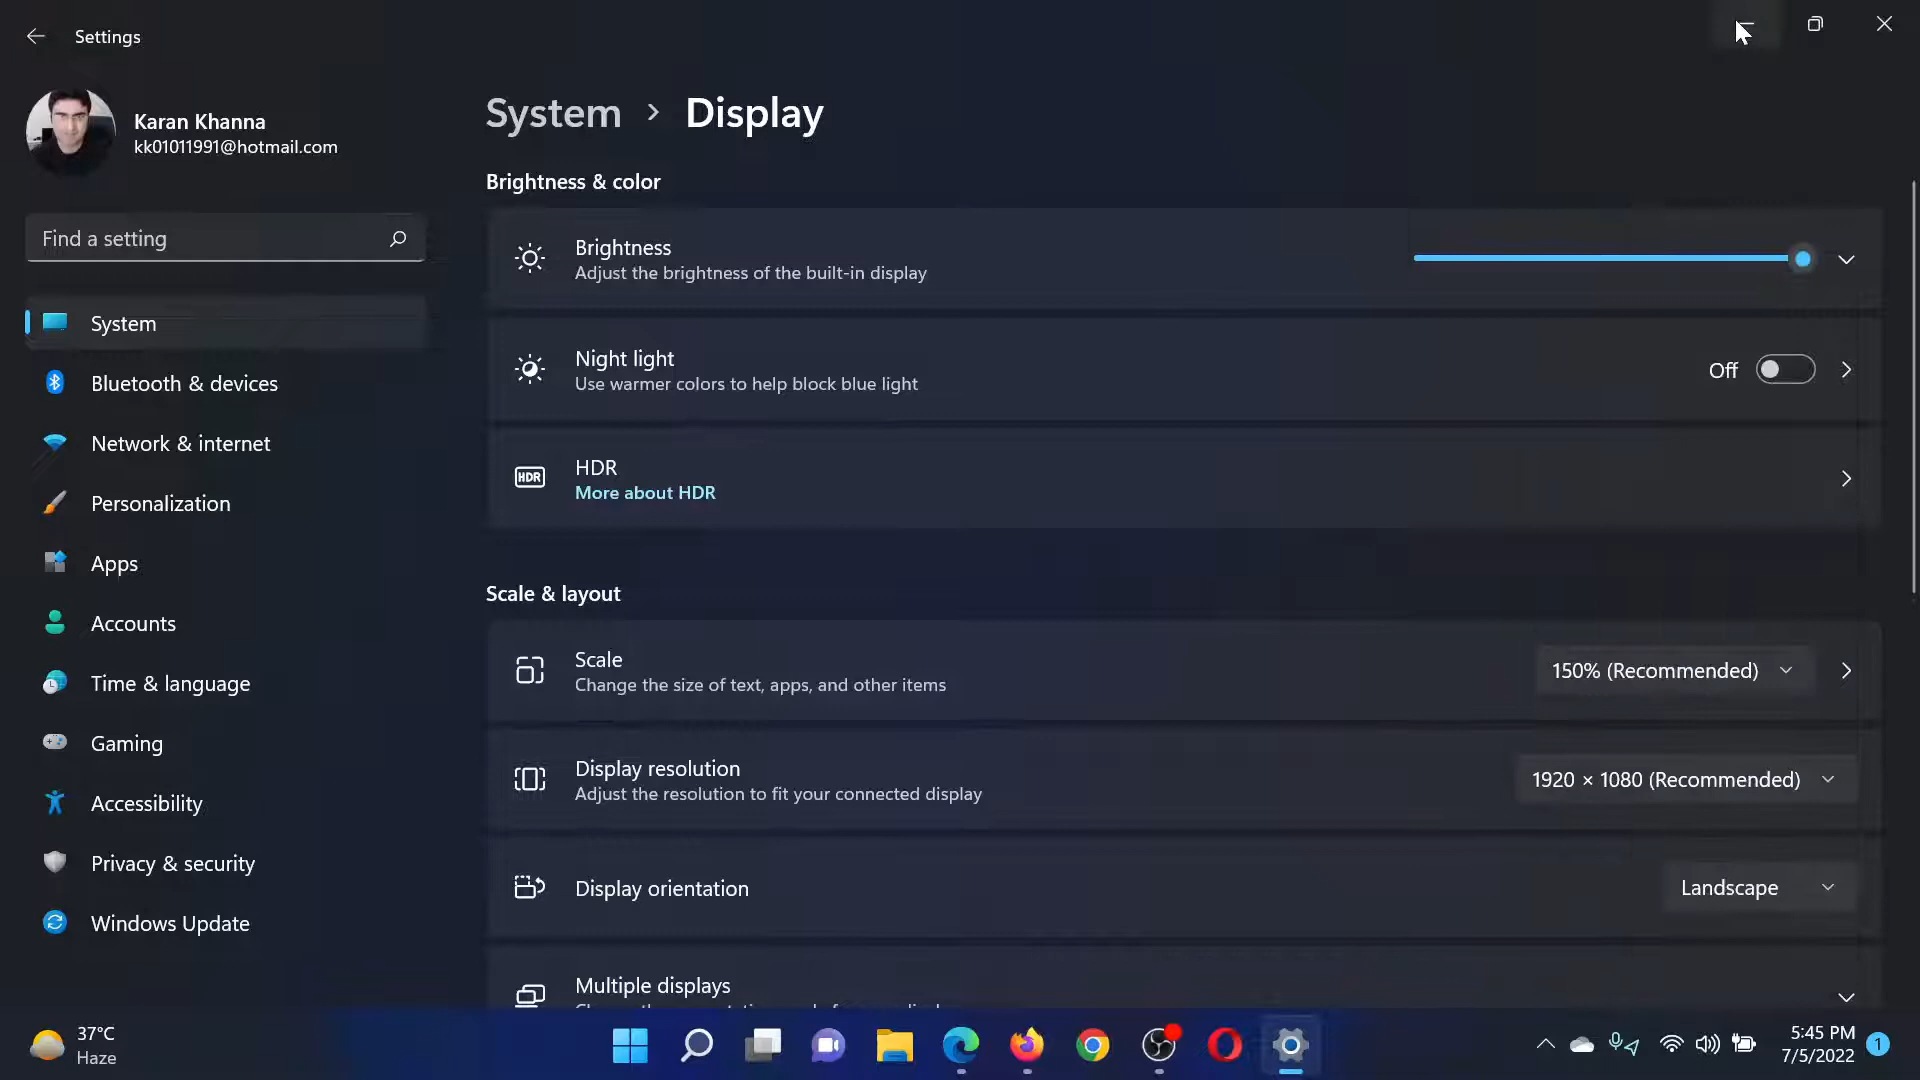 Settings
Karan Khanna
kk01011991@hotmail.com
Find a setting
System
Bluetooth & devices
Network & internet
Personalization
Apps
Accounts
Time & language
Gaming
Accessibility
Privacy & security
Windows Update
System › Display
Brightness & color
Brightness
Adjust the brightness of the built-in display
Night light
Use warmer colors to help block blue light
Off
HDR
HDR
More about HDR
Scale & layout
Scale
Change the size of text, apps, and other items
150% (Recommended)
Display resolution
Adjust the resolution to fit your connected display
1920 × 1080 (Recommended)
Display orientation
Landscape
Multiple displays
37°C
Haze
5:45 PM
7/5/2022
1